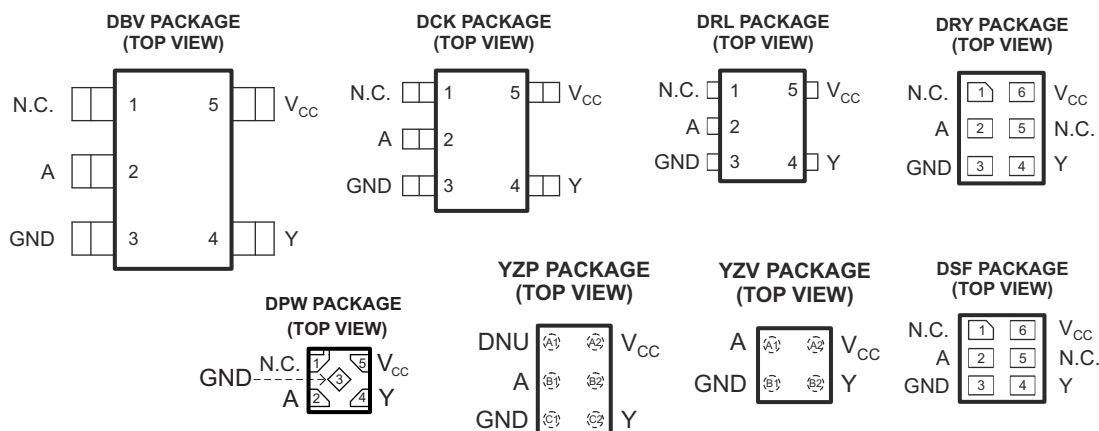 DBV PACKAGE
(TOP VIEW)
N.C. 1 5 VCC
A 2
GND 3 4 Y
DCK PACKAGE
(TOP VIEW)
N.C. 1 5 VCC
A 2
GND 3 4 Y
DRL PACKAGE
(TOP VIEW)
N.C. 1 5 VCC
A 2
GND 3 4 Y
DRY PACKAGE
(TOP VIEW)
N.C. 1 6 VCC
A 2 5 N.C.
GND 3 4 Y
DPW PACKAGE
(TOP VIEW)
N.C. 1 5 VCC
GND 3
A 2 4 Y
YZP PACKAGE
(TOP VIEW)
DNU A1 A2 VCC
A B1 B2
GND C1 C2 Y
YZV PACKAGE
(TOP VIEW)
A A1 A2 VCC
GND B1 B2 Y
DSF PACKAGE
(TOP VIEW)
N.C. 1 6 VCC
A 2 5 N.C.
GND 3 4 Y